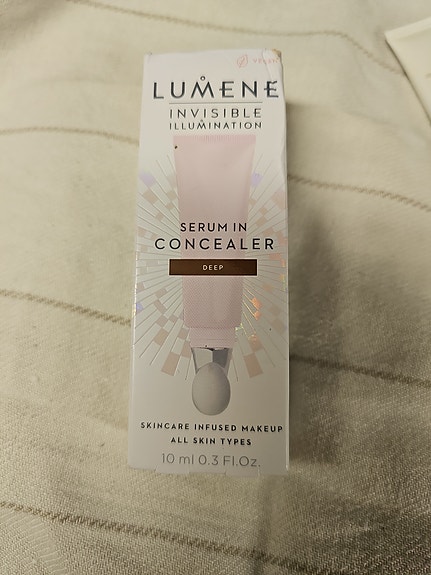 VEGAN
LUMENE
INVISIBLE
ILLUMINATION
SERUM IN
CONCEALER
DEEP
SKINCARE INFUSED MAKEUP
ALL SKIN TYPES
10 ml 0.3 Fl.Oz.